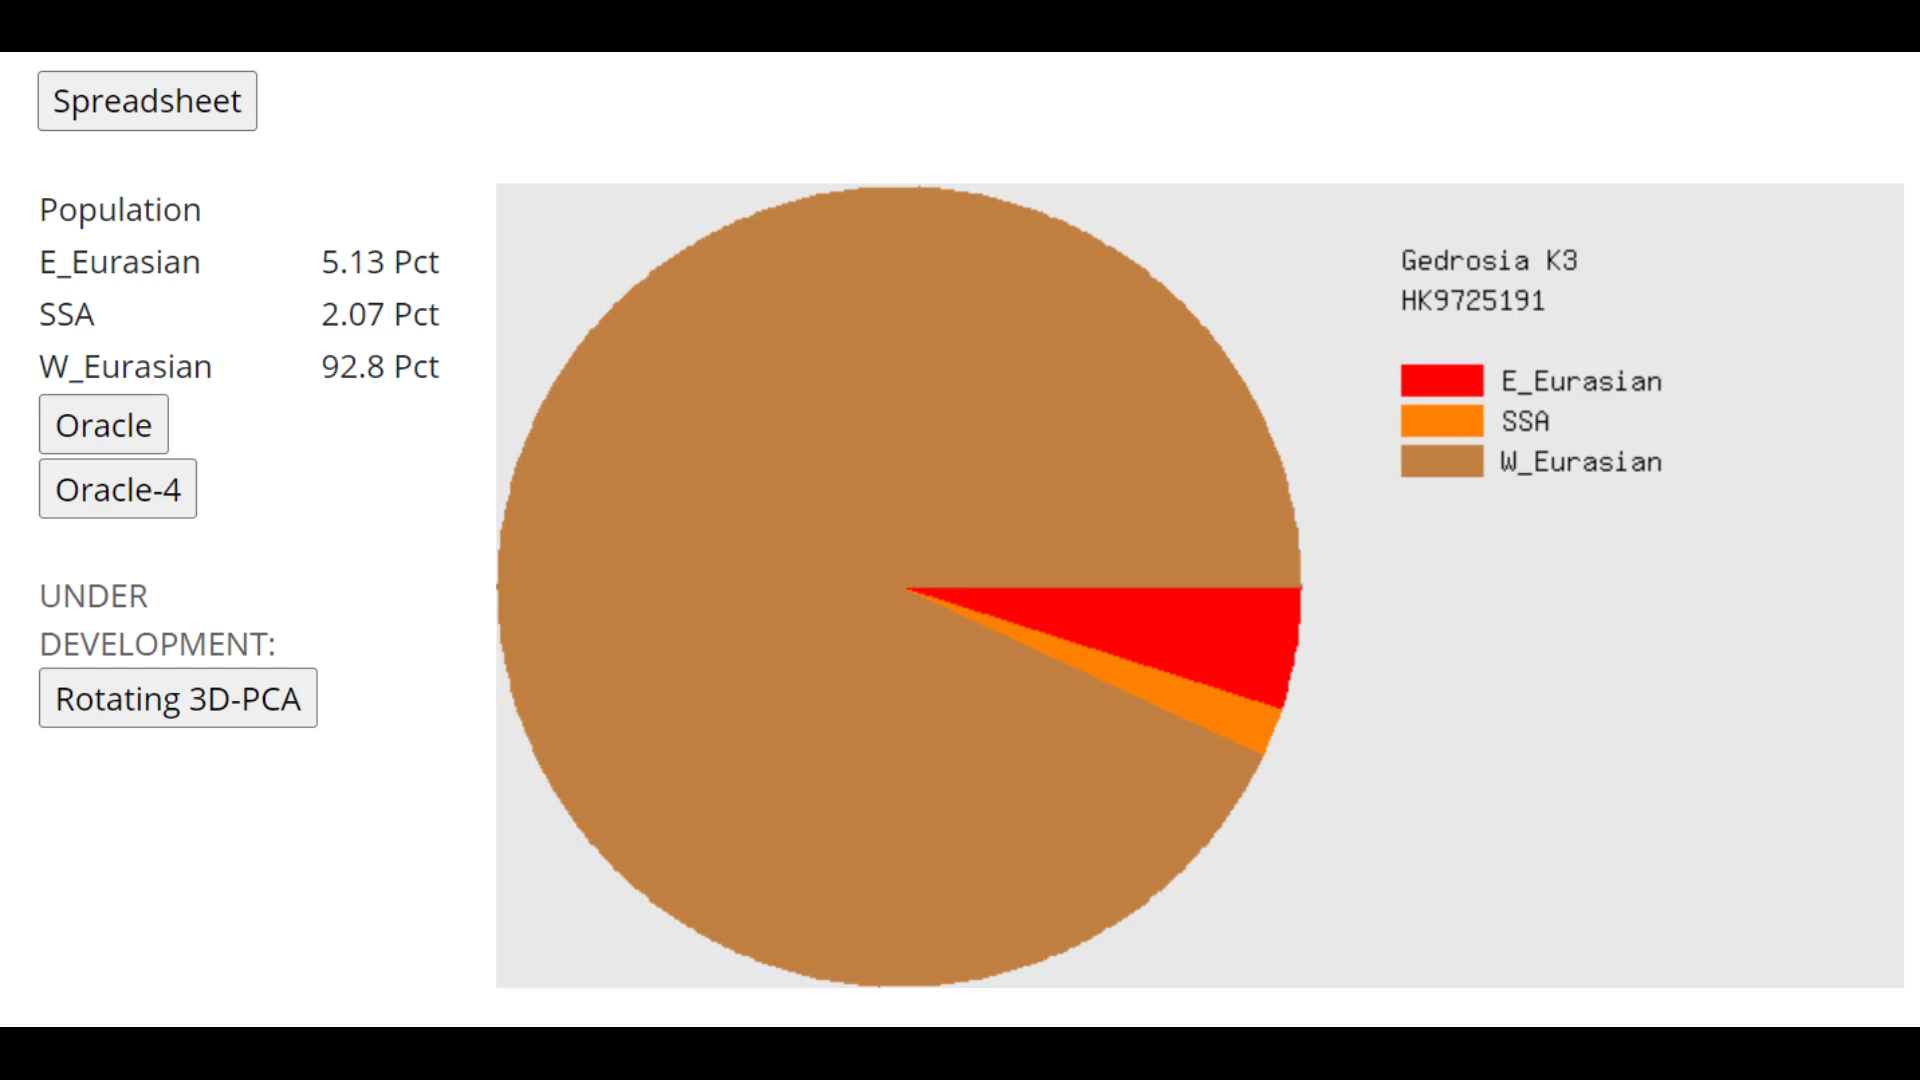 Spreadsheet
Population
E_Eurasian 5.13 Pct
SSA 2.07 Pct
W_Eurasian 92.8 Pct
Oracle
Oracle-4
UNDER
DEVELOPMENT:
Rotating 3D-PCA
Gedrosia K3
HK9725191
E_Eurasian
SSA
W_Eurasian